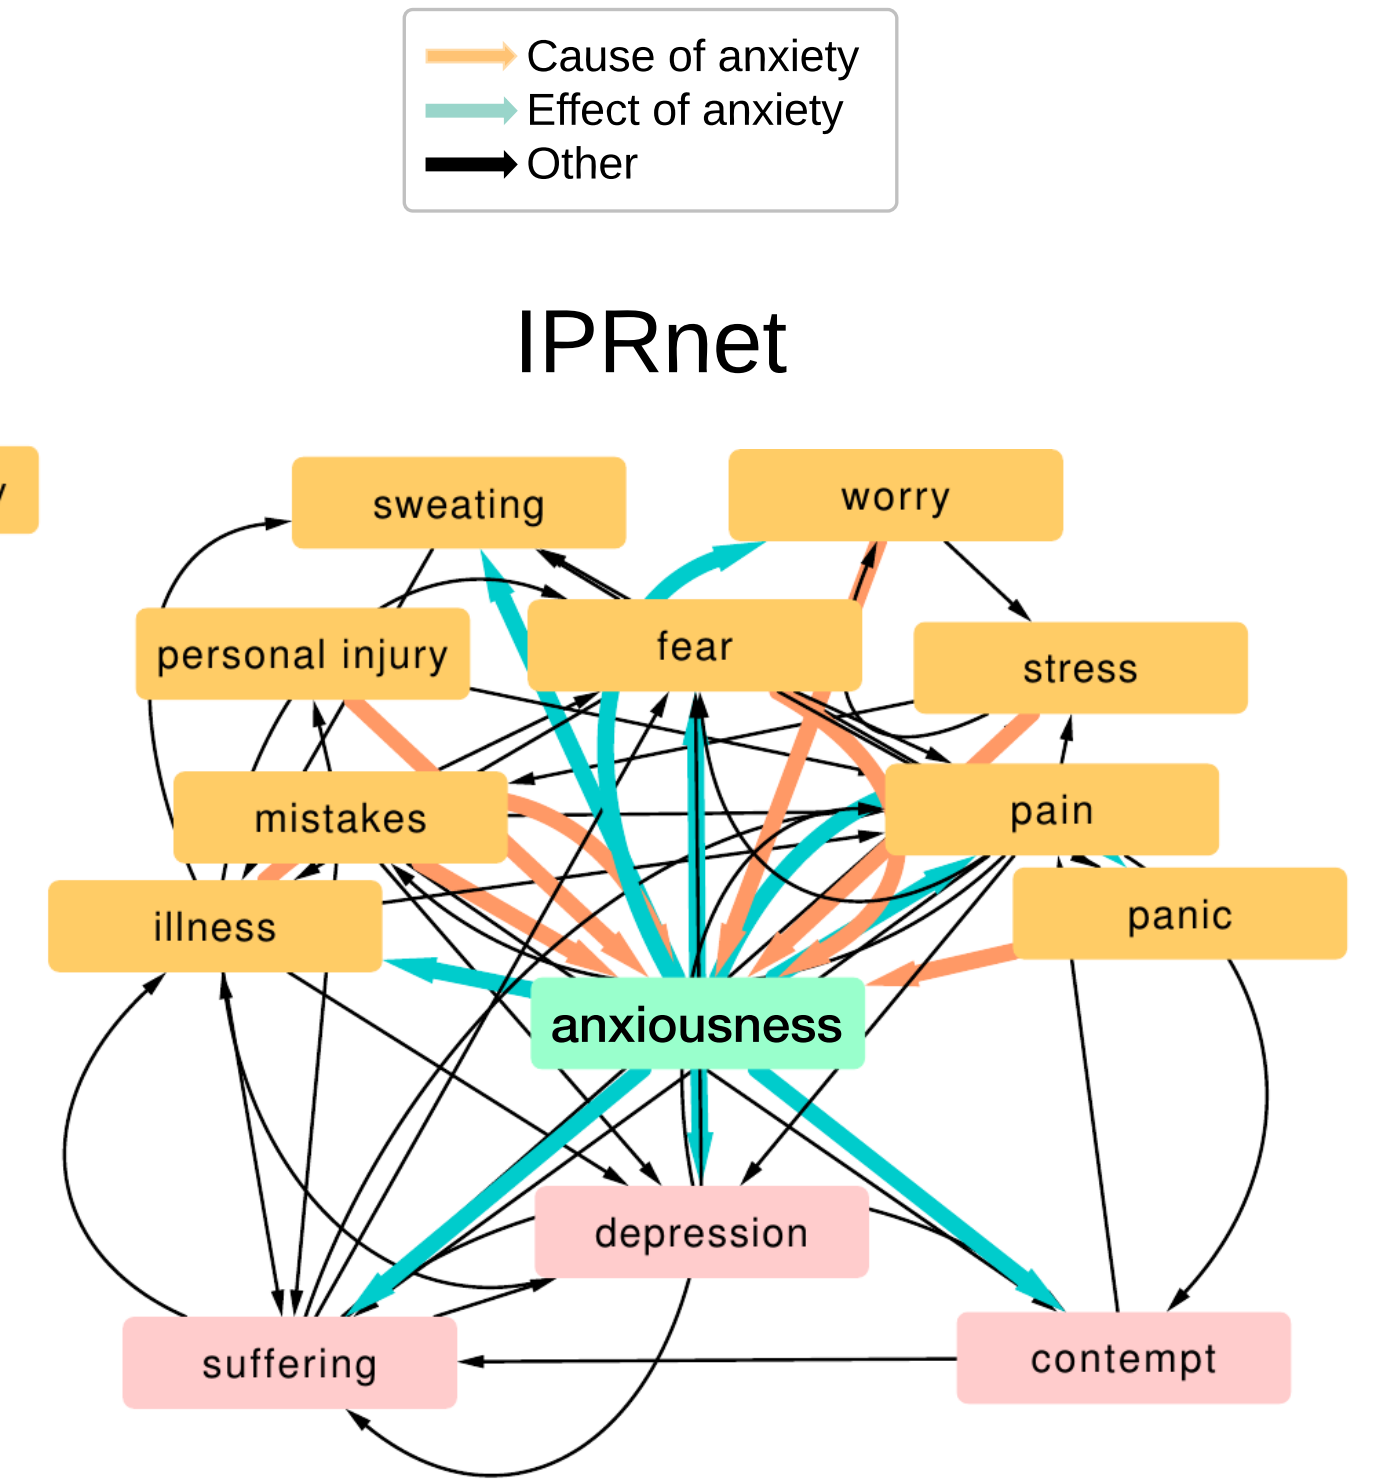 Cause of anxiety
Effect of anxiety
Other
IPRnet
y
sweating
worry
personal injury
fear
stress
mistakes
pain
illness
panic
anxiousness
depression
suffering
contempt